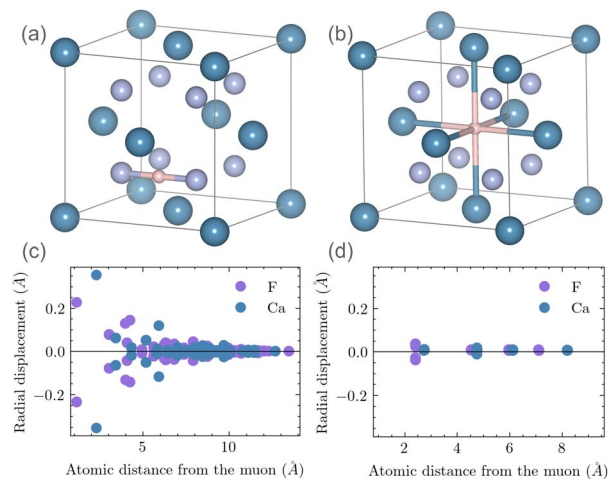 (a)
(b)
(c)
(d)
Radial displacement (Å)
0.2
0.0
−0.2
F
Ca
5
10
Atomic distance from the muon (Å)
Radial displacement (Å)
0.2
0.0
−0.2
F
Ca
2
4
6
8
Atomic distance from the muon (Å)